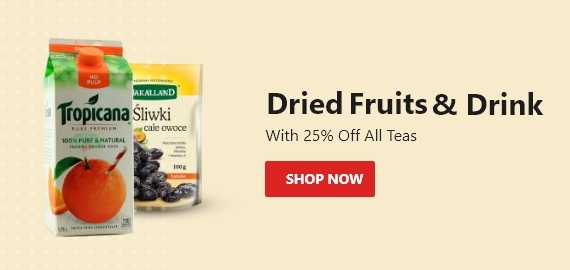 NO
PULP
Tropicana
PURE PREMIUM
100% PURE & NATURAL
BAKALLAND
Śliwki
całe owoce
100g
Dried Fruits & Drink
With 25% Off All Teas
SHOP NOW